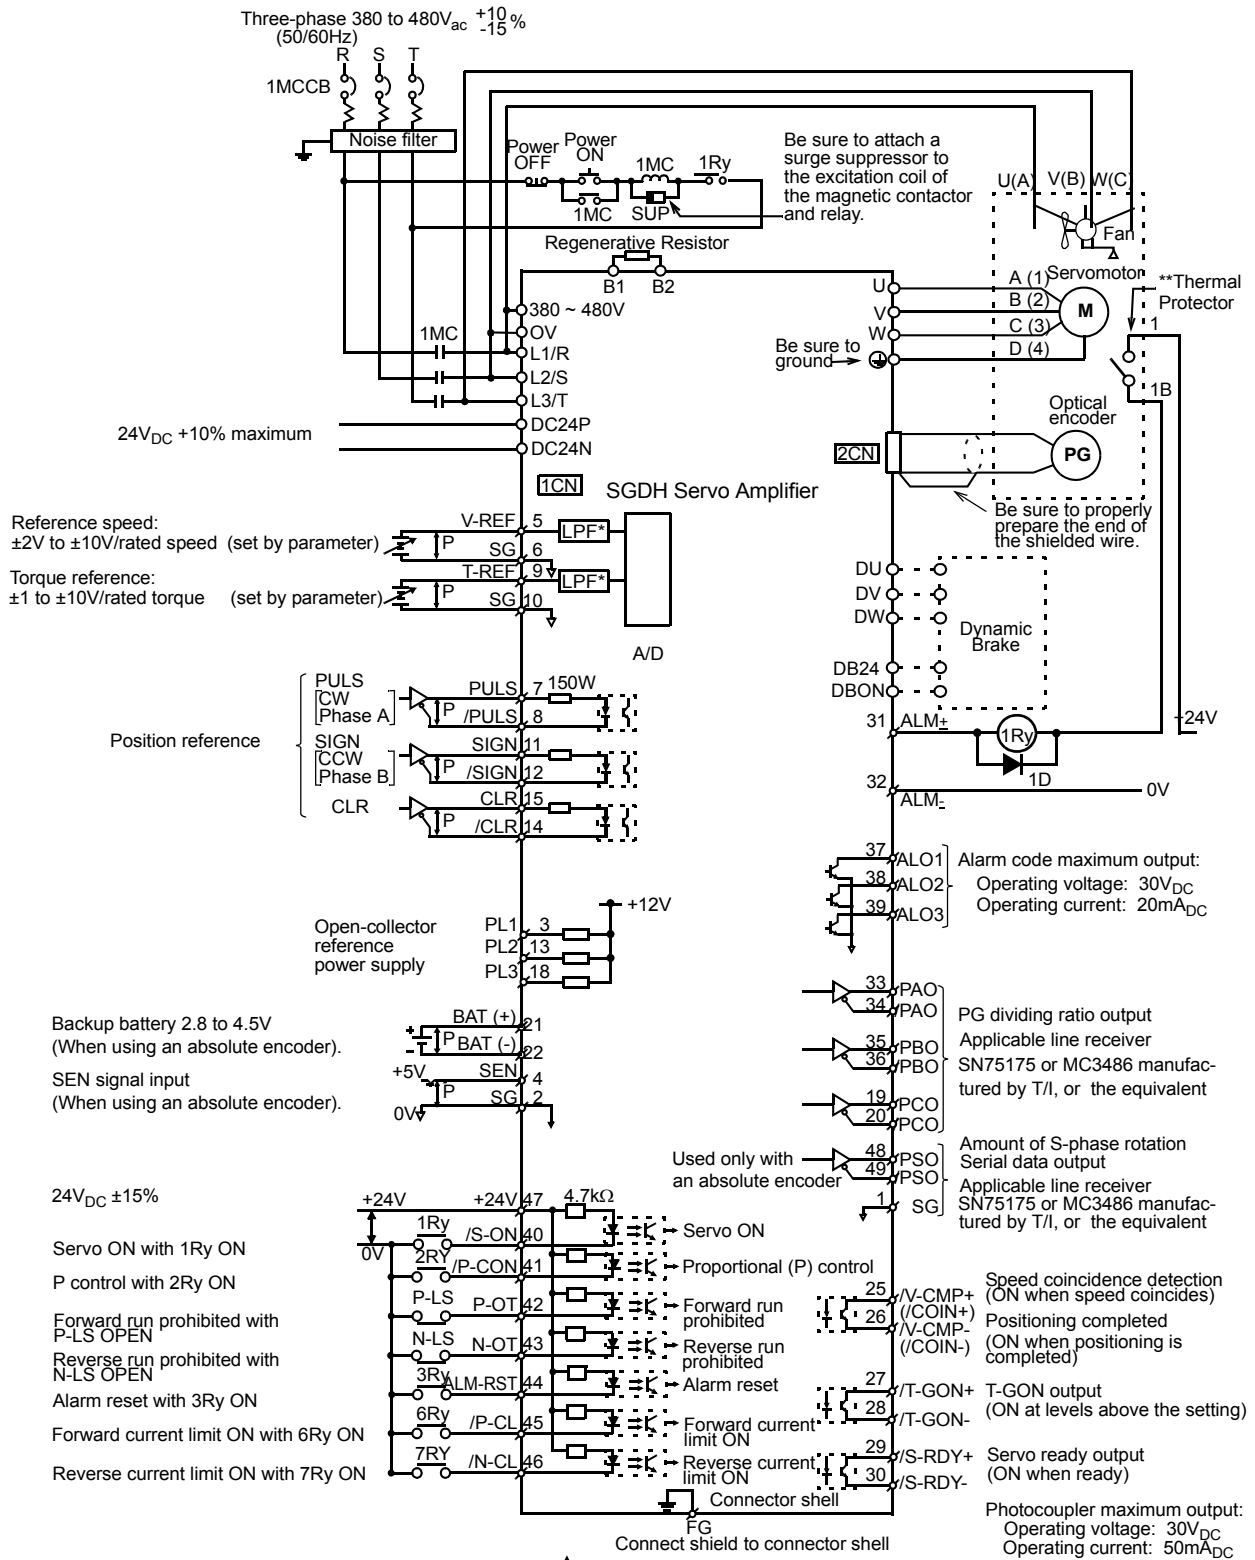 Three-phase 380 to 480Vac +10 -15 %
(50/60Hz)
R S T
1MCCB
Noise filter
Power OFF
Power ON
1MC
1Ry
1MC
SUP
Be sure to attach a
surge suppressor to
the excitation coil of
the magnetic contactor
and relay.
U(A) V(B) W(C)
Fan
Regenerative Resistor
B1 B2
380 ~ 480V
OV
1MC
L1/R
L2/S
L3/T
DC24P
DC24N
24VDC +10% maximum
U
V
W
Be sure to
ground
A (1)
B (2)
C (3)
D (4)
Servomotor
M
**Thermal
Protector
1
1B
Optical
encoder
PG
2CN
Be sure to properly
prepare the end of
the shielded wire.
1CN
SGDH Servo Amplifier
Reference speed:
±2V to ±10V/rated speed (set by parameter)
P
V-REF 5
SG 6
LPF*
Torque reference:
±1 to ±10V/rated torque (set by parameter)
P
T-REF 9
SG 10
LPF*
A/D
DU
DV
DW
DB24
DBON
Dynamic
Brake
31 ALM+
1Ry
+24V
1D
32
ALM-
0V
Position reference
PULS
CW
Phase A
P
PULS 7
150W
/PULS 8
SIGN
CCW
Phase B
P
SIGN 11
/SIGN 12
CLR
P
CLR 15
/CLR 14
37 ALO1
38 ALO2
39 ALO3
Alarm code maximum output:
Operating voltage: 30VDC
Operating current: 20mADC
Open-collector
reference
power supply
PL1 3
PL2 13
PL3 18
+12V
33 PAO
34 PAO
35 PBO
36 PBO
19 PCO
20 PCO
PG dividing ratio output
Applicable line receiver
SN75175 or MC3486 manufac-
tured by T/I, or the equivalent
Backup battery 2.8 to 4.5V
(When using an absolute encoder).
+
-
P
BAT (+) 21
BAT (-) 22
SEN signal input
(When using an absolute encoder).
+5V
0V
P
SEN 4
SG 2
Used only with
an absolute encoder
48 PSO
49 PSO
1 SG
Amount of S-phase rotation
Serial data output
Applicable line receiver
SN75175 or MC3486 manufac-
tured by T/I, or the equivalent
24VDC ±15%
+24V
0V
+24V 47
4.7kΩ
Servo ON with 1Ry ON
1Ry
/S-ON 40
Servo ON
P control with 2Ry ON
2RY
/P-CON 41
Proportional (P) control
Forward run prohibited with
P-LS OPEN
P-LS
P-OT 42
Forward run
prohibited
Reverse run prohibited with
N-LS OPEN
N-LS
N-OT 43
Reverse run
prohibited
Alarm reset with 3Ry ON
3Ry
ALM-RST 44
Alarm reset
Forward current limit ON with 6Ry ON
6Ry
/P-CL 45
Forward current
limit ON
Reverse current limit ON with 7Ry ON
7RY
/N-CL 46
Reverse current
limit ON
25 /V-CMP+
(/COIN+)
26 /V-CMP-
(/COIN-)
Speed coincidence detection
(ON when speed coincides)
Positioning completed
(ON when positioning is
completed)
27 /T-GON+
28 /T-GON-
T-GON output
(ON at levels above the setting)
29 /S-RDY+
30 /S-RDY-
Servo ready output
(ON when ready)
Connector shell
FG
Connect shield to connector shell
Photocoupler maximum output:
Operating voltage: 30VDC
Operating current: 50mADC